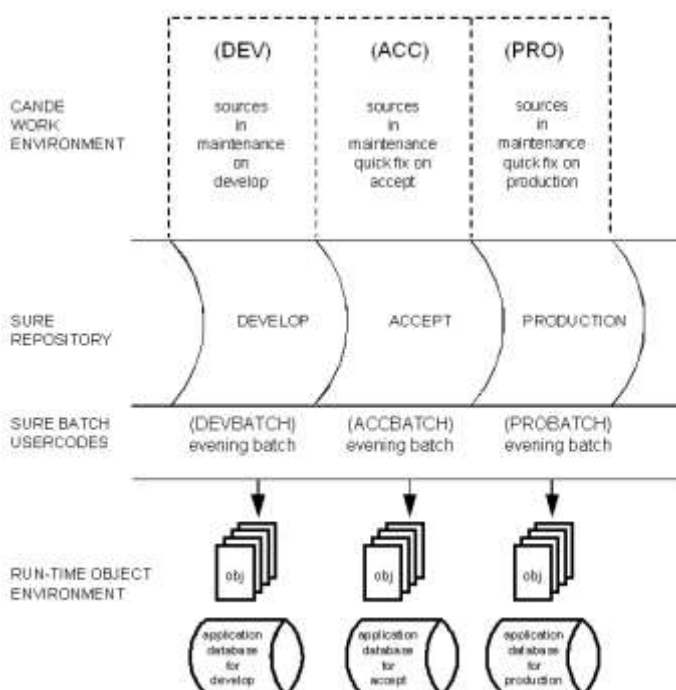 (DEV) (ACC) (PRO)
CANDE
WORK
ENVIRONMENT
sources
in
maintenance
on
develop
sources
in
maintenance
quick fix on
accept
sources
in
maintenance
quick fix on
production
SURE
REPOSITORY
DEVELOP ACCEPT PRODUCTION
SURE BATCH
USERCODES
(DEVBATCH)
evening batch
(ACCBATCH)
evening batch
(PROBATCH)
evening batch
RUN-TIME OBJECT
ENVIRONMENT
obj
obj
obj
application
database
for
develop
application
database
for
accept
application
database
for
production